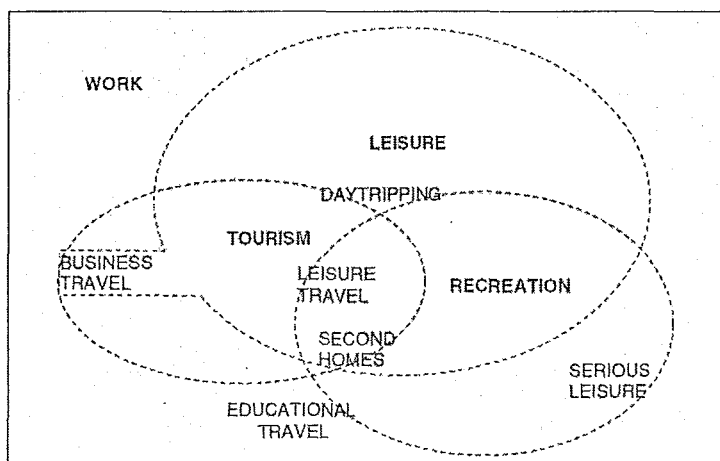 WORK
LEISURE
DAYTRIPPING
TOURISM
BUSINESS
TRAVEL
LEISURE
TRAVEL
RECREATION
SECOND
HOMES
SERIOUS
LEISURE
EDUCATIONAL
TRAVEL